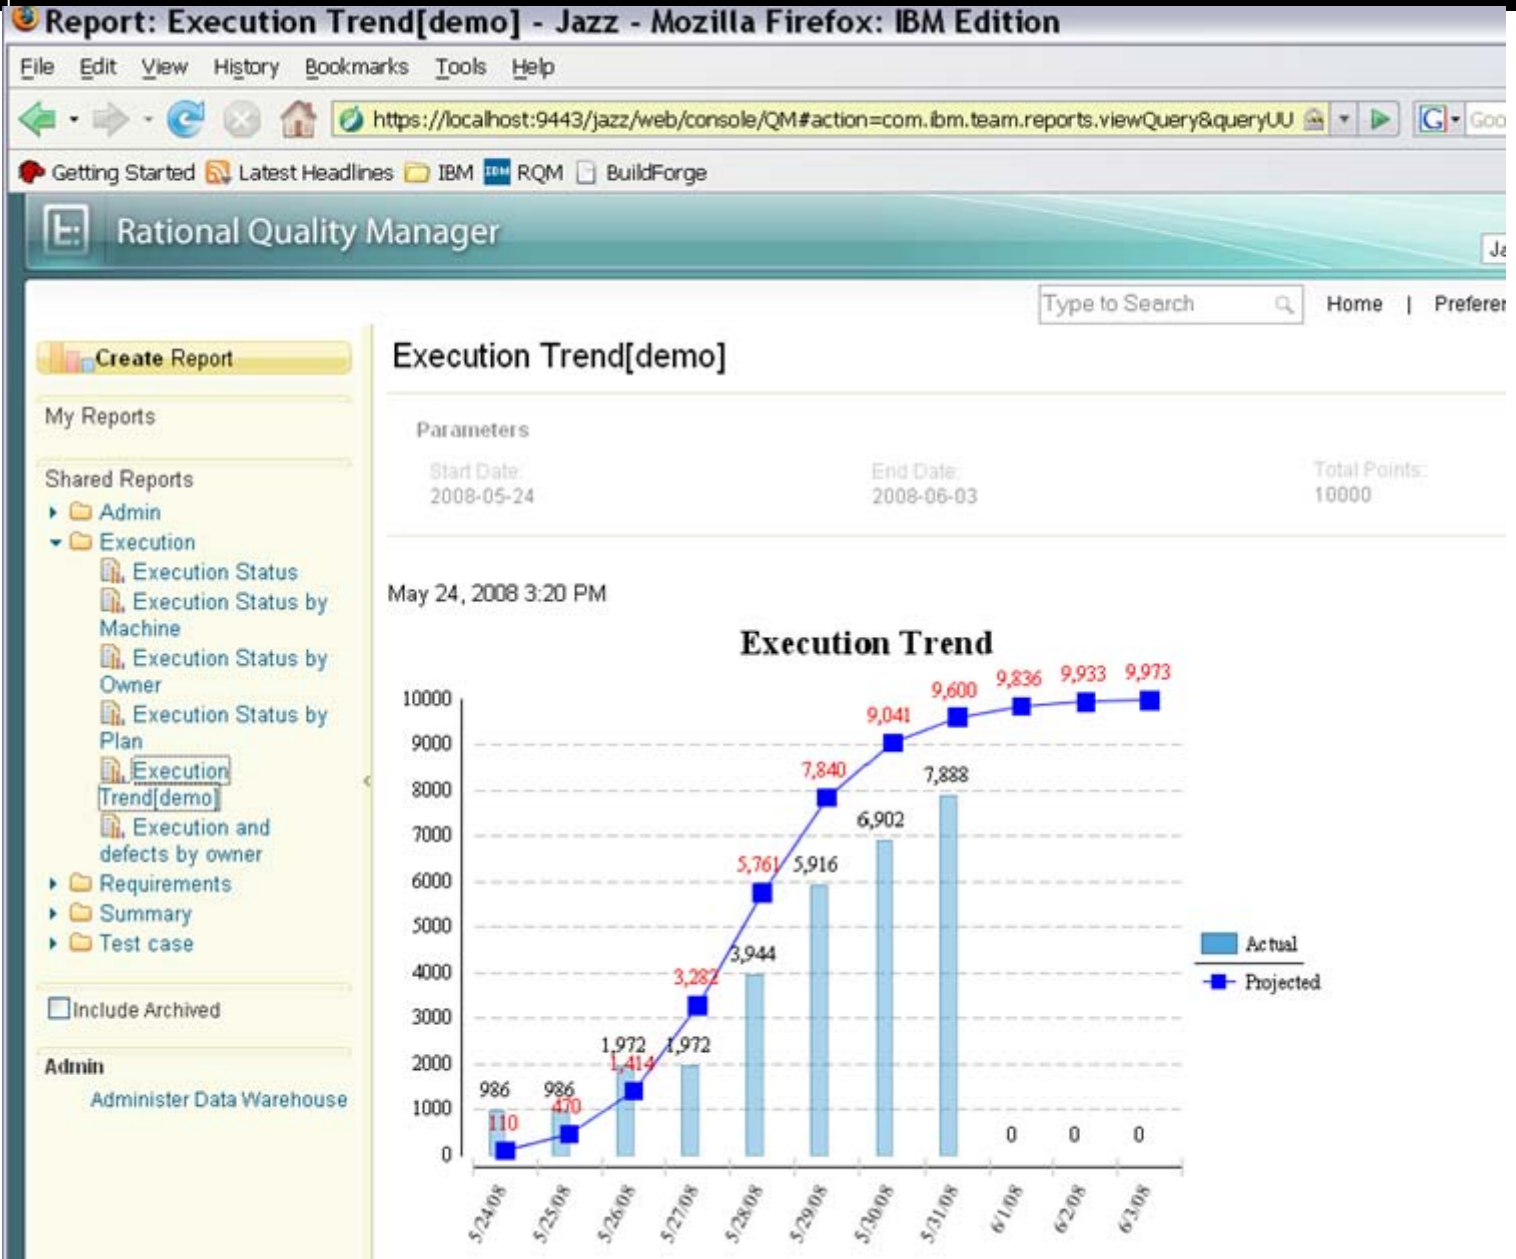 Report: Execution Trend[demo] - Jazz - Mozilla Firefox: IBM Edition
File Edit View History Bookmarks Tools Help
https://localhost:9443/jazz/web/console/QM#action=com.ibm.team.reports.viewQuery&queryUU
G Goo
Getting Started Latest Headlines IBM IBM RQM BuildForge
Rational Quality Manager
Ja
Type to Search Home | Preferen
Create Report
My Reports
Shared Reports
Admin
Execution
Execution Status
Execution Status by
Machine
Execution Status by
Owner
Execution Status by
Plan
Execution
Trend[demo]
Execution and
defects by owner
Requirements
Summary
Test case
Include Archived
Admin
Administer Data Warehouse
Execution Trend[demo]
Parameters
Start Date: End Date: Total Points:
2008-05-24 2008-06-03 10000
May 24, 2008 3:20 PM
Execution Trend
10000
9000
8000
7000
6000
5000
4000
3000
2000
1000
0
110 470 1,414 3,282 5,761 7,840 9,041 9,600 9,836 9,933 9,973
986 986 1,972 1,972 3,944 5,916 6,902 7,888 0 0 0
5/24/08 5/25/08 5/26/08 5/27/08 5/28/08 5/29/08 5/30/08 5/31/08 6/1/08 6/2/08 6/3/08
Actual
Projected